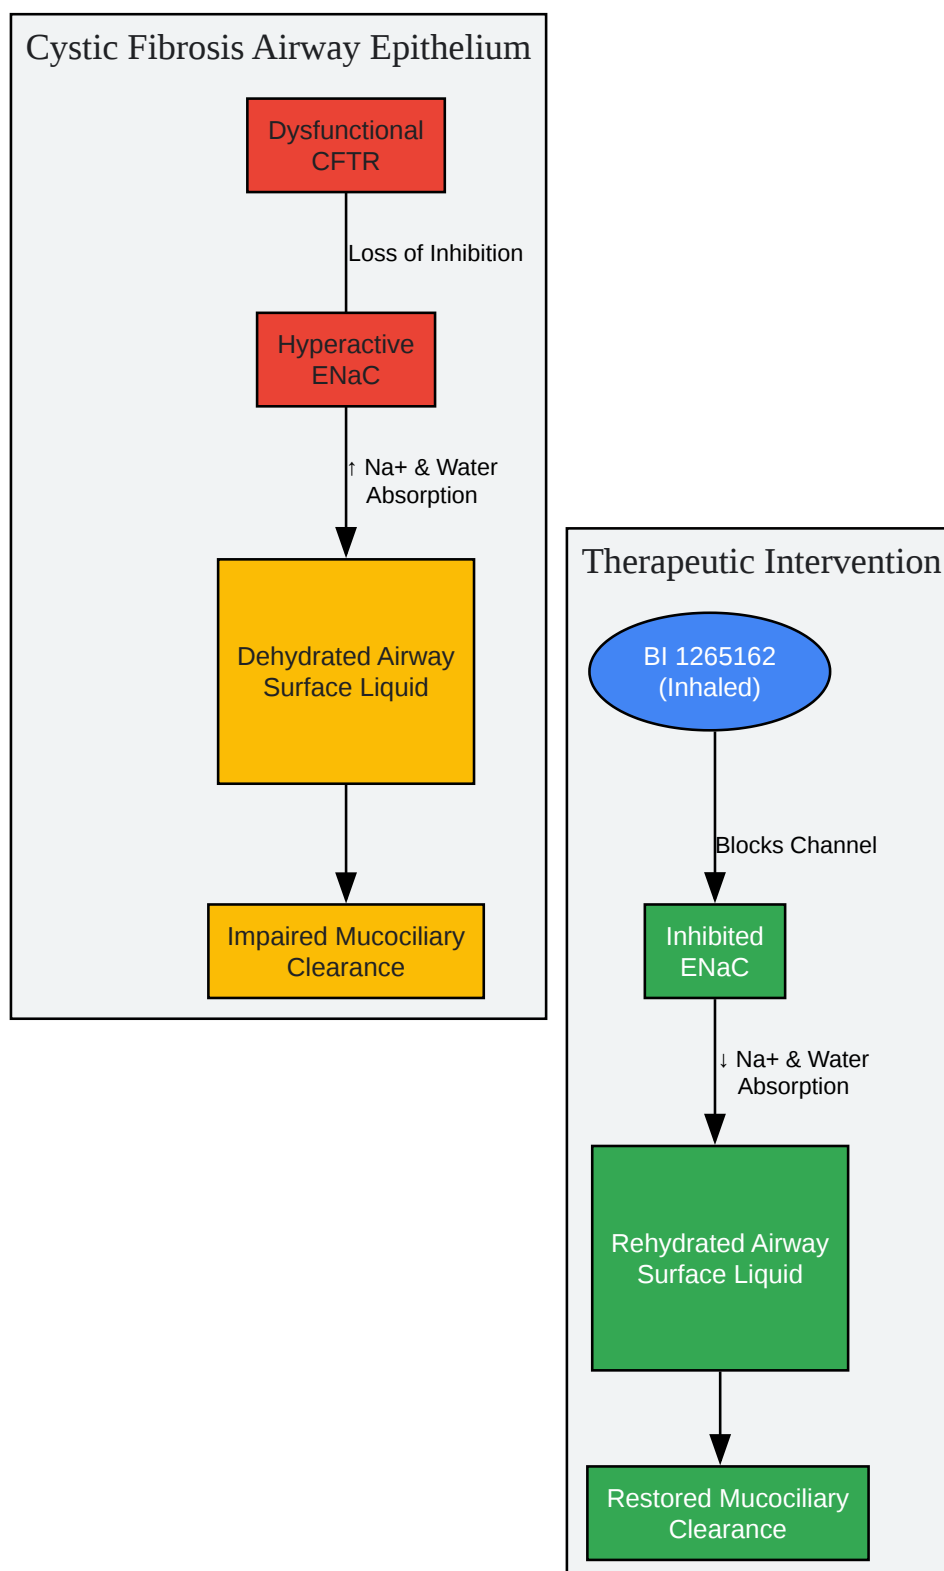 Cystic Fibrosis Airway Epithelium
Dysfunctional
CFTR
Loss of Inhibition
Hyperactive
ENaC
↑ Na+ & Water
Absorption
Dehydrated Airway
Surface Liquid
Impaired Mucociliary
Clearance
Therapeutic Intervention
BI 1265162
(Inhaled)
Blocks Channel
Inhibited
ENaC
↓ Na+ & Water
Absorption
Rehydrated Airway
Surface Liquid
Restored Mucociliary
Clearance